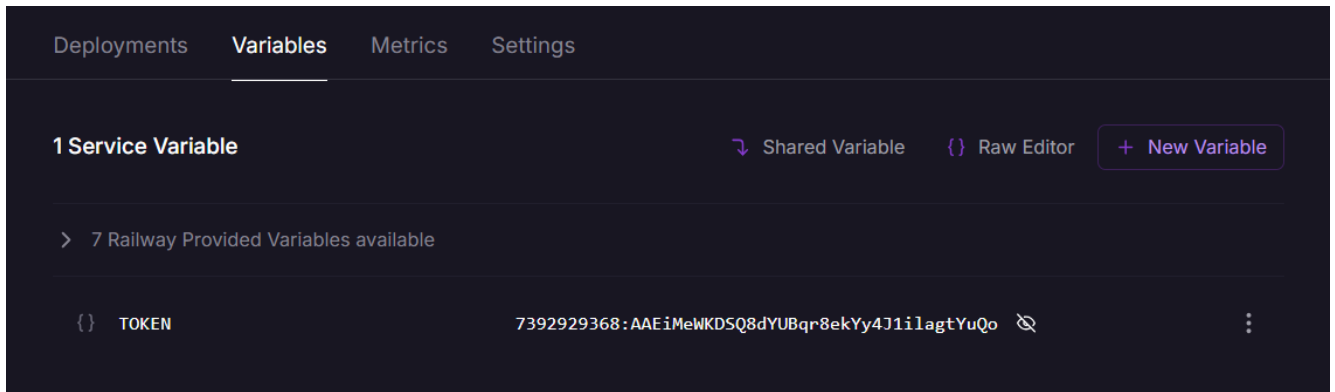 Deployments Variables Metrics Settings
1 Service Variable
Shared Variable {} Raw Editor + New Variable
7 Railway Provided Variables available
{} TOKEN 7392929368:AAEiMeWKDSQ8dYUBqr8ekYy4J1ilagtYuQo